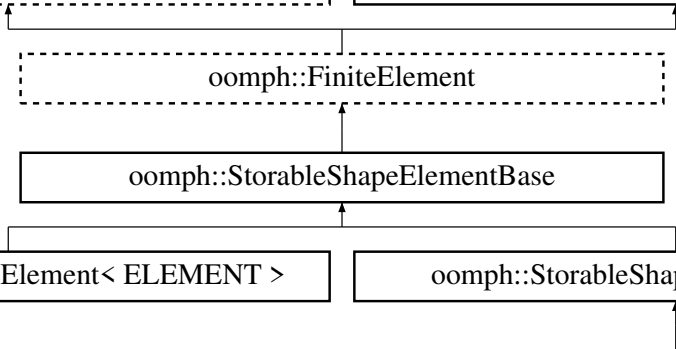 oomph::FiniteElement
oomph::StorableShapeElementBase
Element< ELEMENT >
oomph::StorableShap